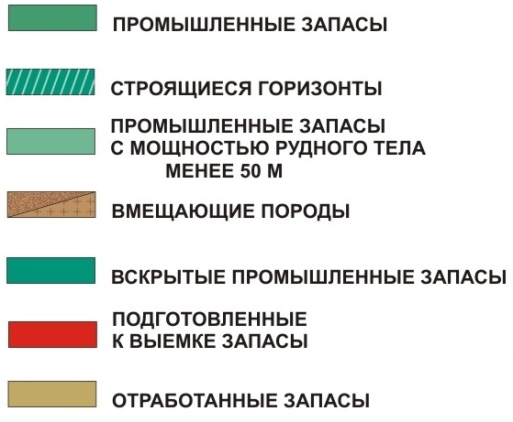 ПРОМЫШЛЕННЫЕ ЗАПАСЫ
СТРОЯЩИЕСЯ ГОРИЗОНТЫ
ПРОМЫШЛЕННЫЕ ЗАПАСЫ
С МОЩНОСТЬЮ РУДНОГО ТЕЛА
МЕНЕЕ 50 М
ВМЕЩАЮЩИЕ ПОРОДЫ
ВСКРЫТЫЕ ПРОМЫШЛЕННЫЕ ЗАПАСЫ
ПОДГОТОВЛЕННЫЕ
К ВЫЕМКЕ ЗАПАСЫ
ОТРАБОТАННЫЕ ЗАПАСЫ